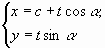 x = c + t cos α;
y = t sin α